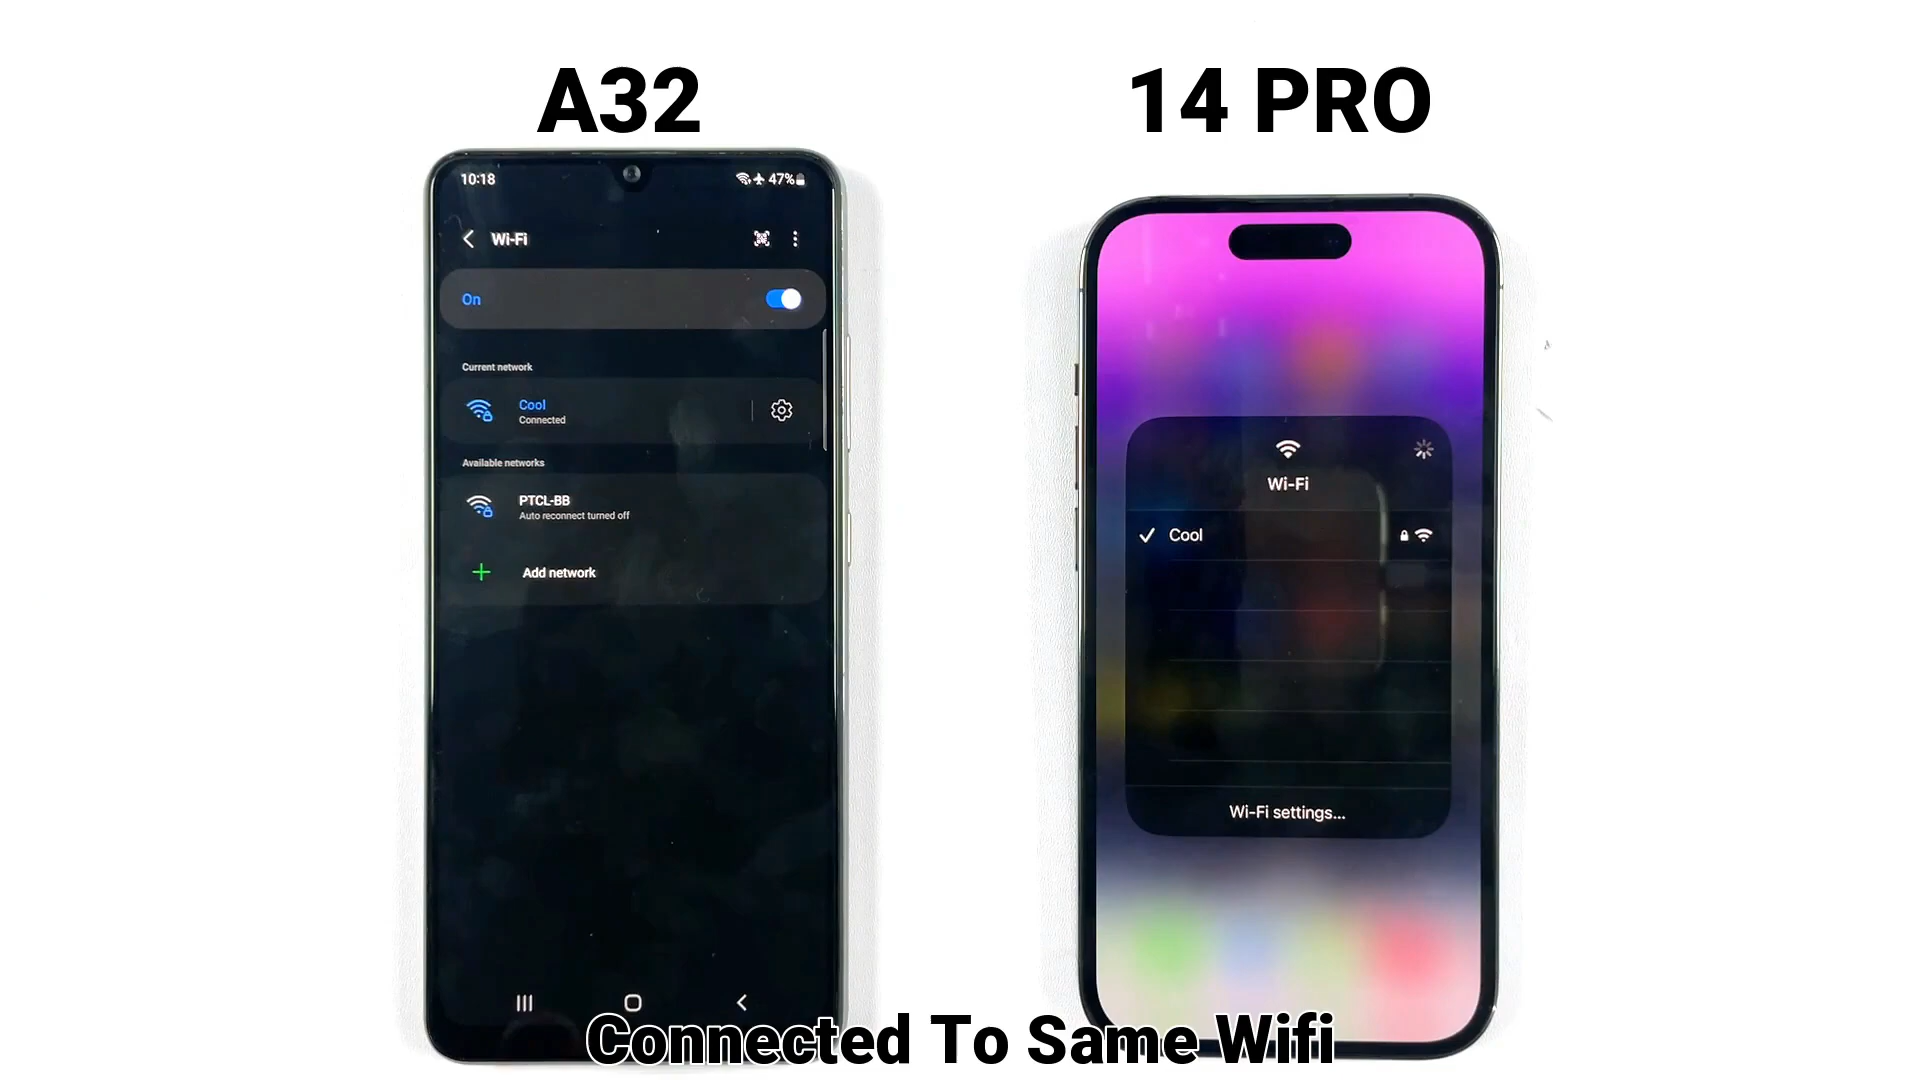 A32
14 PRO
10:18
47%
Wi-Fi
On
Current network
Cool
Connected
Available networks
PTCL-BB
Auto reconnect turned off
Add network
Wi-Fi
Cool
Wi-Fi settings...
Connected To Same Wifi